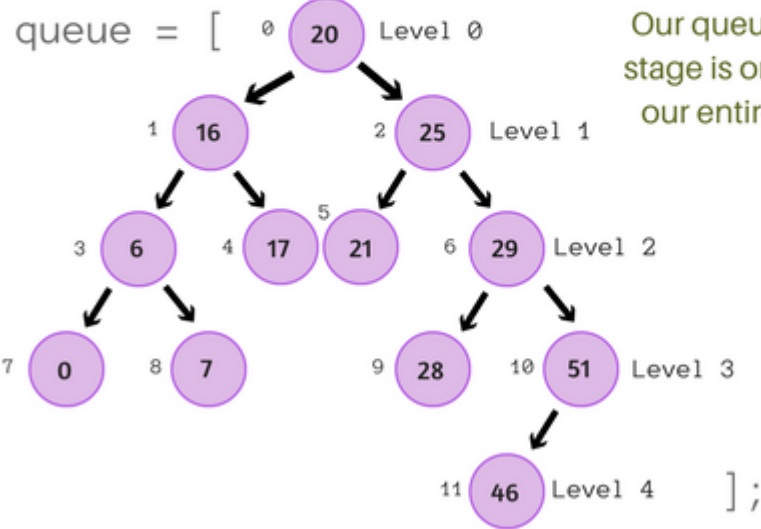 queue = [ 0 20 Level 0
Our
stage is
our
1 16 2 25 Level 1
3 6 4 17 5 21 6 29 Level 2
7 0 8 7 9 28 10 51 Level 3
11 46 Level 4 ];